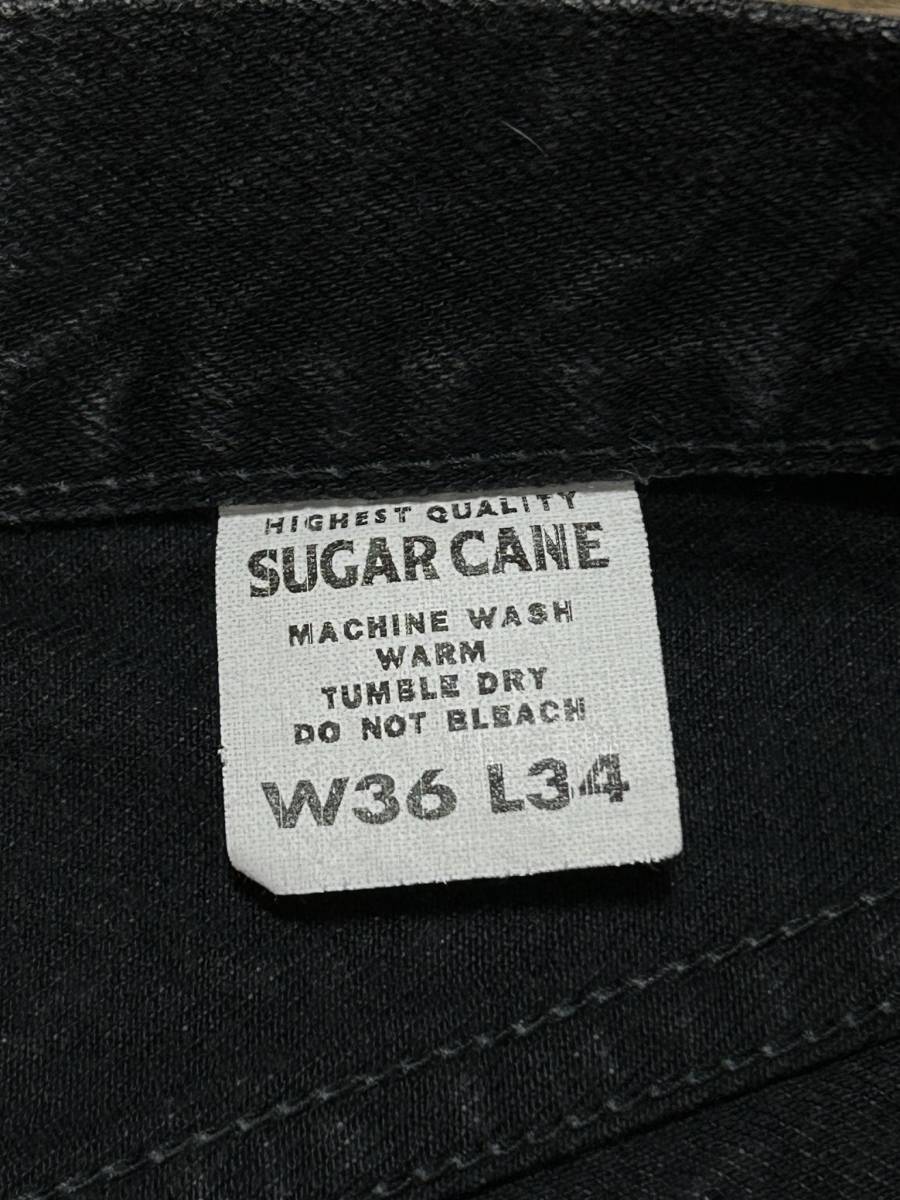 HIGHEST QUALITY
SUGAR CANE
MACHINE WASH
WARM
TUMBLE DRY
DO NOT BLEACH
W36 L34